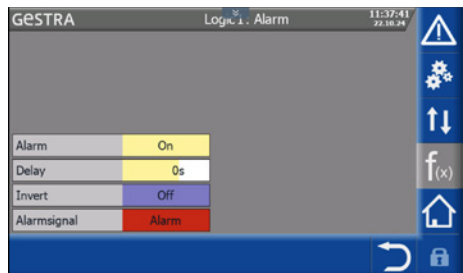 GESTRA
Logic 1: Alarm
11:37:41
22.10.24
Alarm On
Delay 0s
Invert Off
Alarmsignal Alarm
f(x)